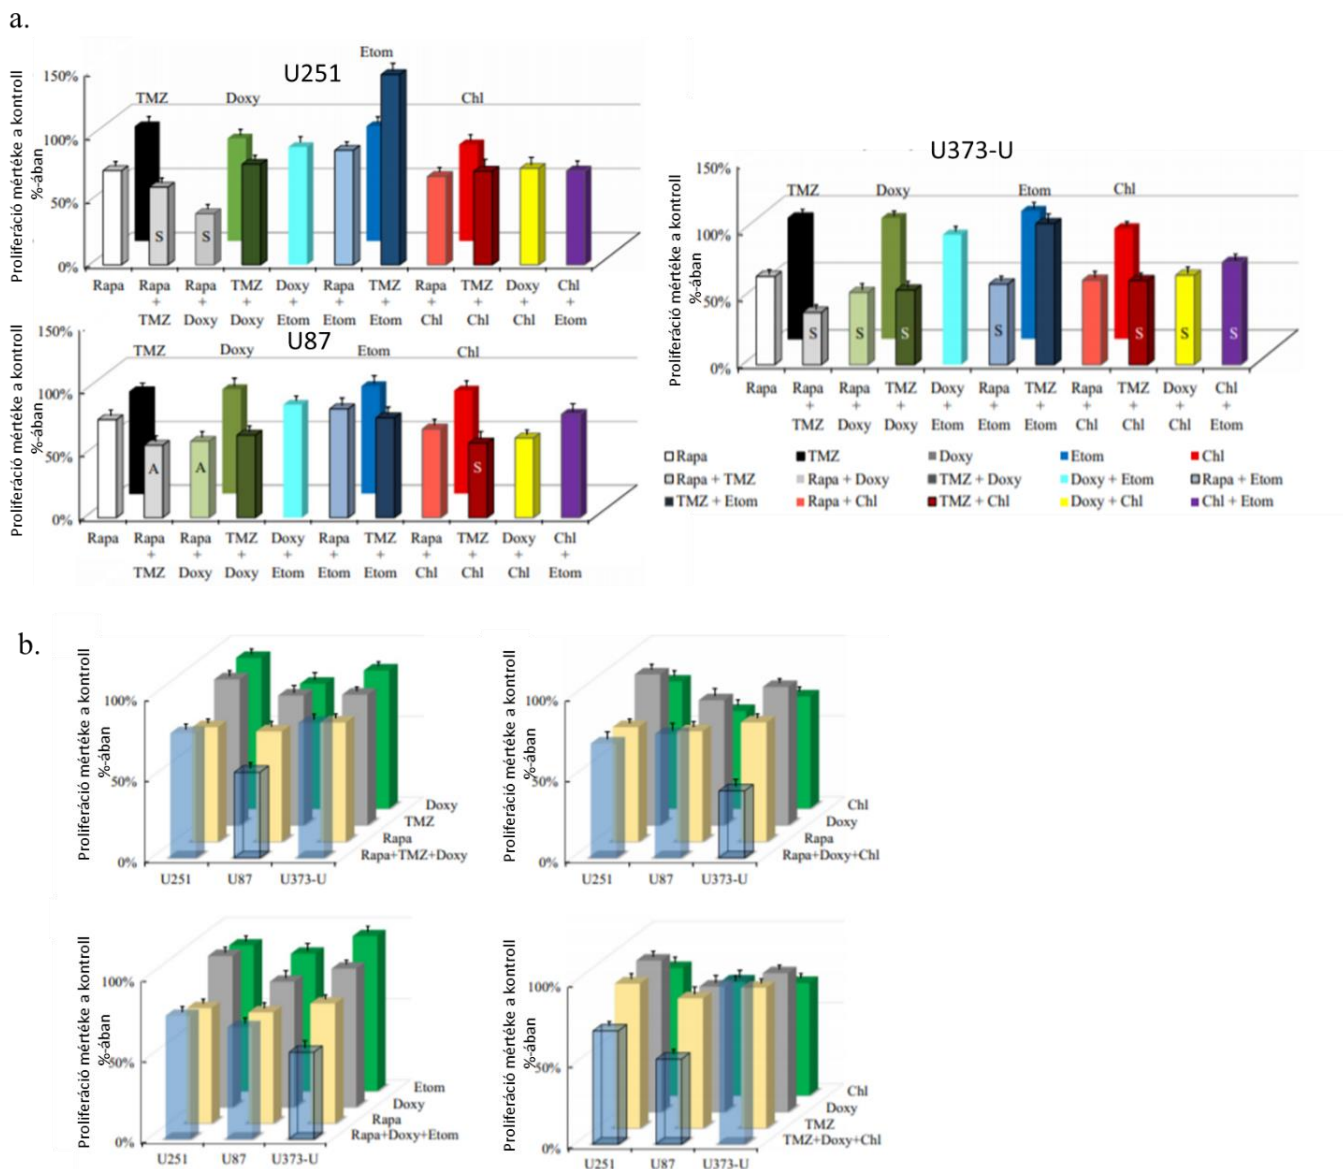 a.
U251
Proliferáció mértéke a kontroll
%-ában
150%
100%
50%
0%
TMZ
Doxy
Etom
Chl
S
S
Rapa Rapa Rapa TMZ Doxy Rapa TMZ Rapa TMZ Doxy Chl
+ + + + + + + + + +
TMZ Doxy Doxy Etom Etom Etom Chl Chl Chl Etom
U87
Proliferáció mértéke a kontroll
%-ában
150%
100%
50%
0%
TMZ
Doxy
Etom
Chl
A
A
S
Rapa Rapa Rapa TMZ Doxy Rapa TMZ Rapa TMZ Doxy Chl
+ + + + + + + + + +
TMZ Doxy Doxy Etom Etom Etom Chl Chl Chl Etom
U373-U
Proliferáció mértéke a kontroll
%-ában
150%
100%
50%
0%
TMZ
Doxy
Etom
Chl
S
S
S
S
S
S
S
Rapa Rapa Rapa TMZ Doxy Rapa TMZ Rapa TMZ Doxy Chl
+ + + + + + + + + +
TMZ Doxy Doxy Etom Etom Etom Chl Chl Chl Etom
Rapa TMZ Doxy Etom Chl
Rapa + TMZ Rapa + Doxy TMZ + Doxy Doxy + Etom Rapa + Etom
TMZ + Etom Rapa + Chl TMZ + Chl Doxy + Chl Chl + Etom
b.
Proliferáció mértéke a kontroll
%-ában
100%
50%
0%
Doxy
TMZ
Rapa
Rapa+TMZ+Doxy
U251 U87 U373-U
Proliferáció mértéke a kontroll
%-ában
100%
50%
0%
Chl
Doxy
Rapa
Rapa+Doxy+Chl
U251 U87 U373-U
Proliferáció mértéke a kontroll
%-ában
100%
50%
0%
Etom
Doxy
Rapa
Rapa+Doxy+Etom
U251 U87 U373-U
Proliferáció mértéke a kontroll
%-ában
100%
50%
0%
Chl
Doxy
TMZ
TMZ+Doxy+Chl
U251 U87 U373-U